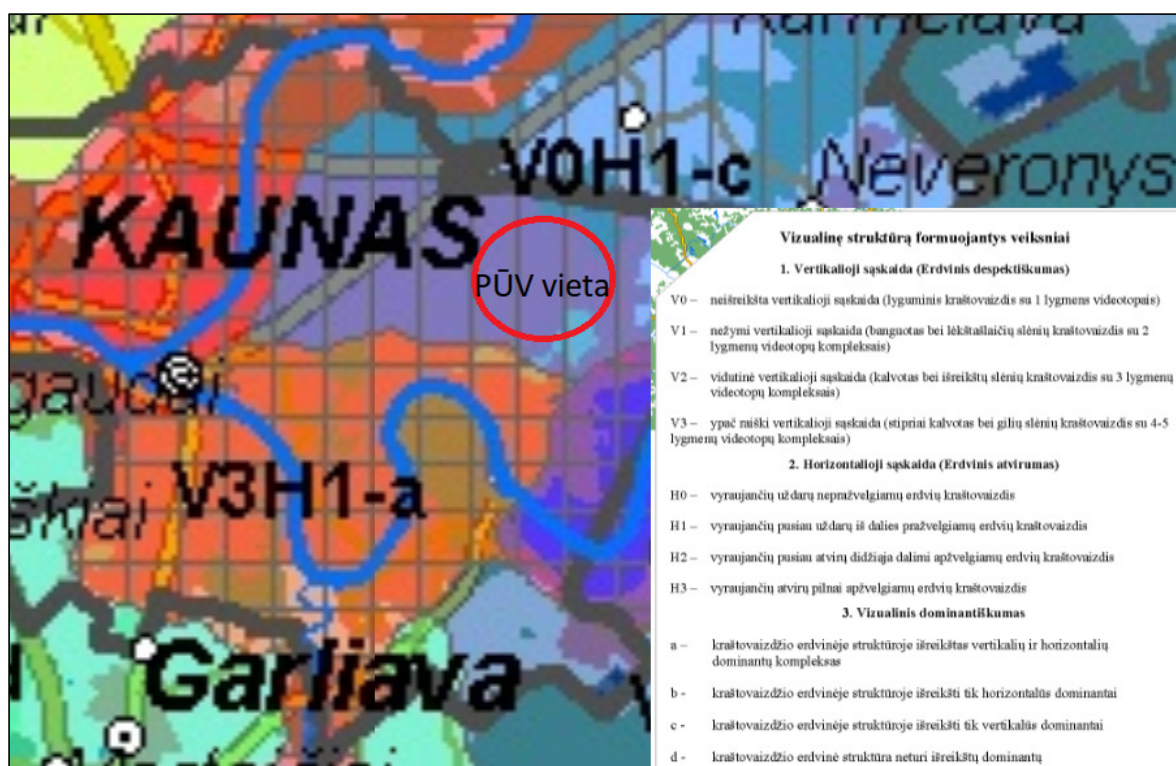 Karmėlava
V0H1-c
Neveronys
KAUNAS
PŪV vieta
V3H1-a
Garliava
Vizualinę struktūrą formuojantys veiksniai
1. Vertikalioji sąskaida (Erdvinis despektiškumas)
V0 – neišreikšta vertikalioji sąskaida (lyguminis kraštovaizdis su 1 lygmens videotopais)
V1 – nežymi vertikalioji sąskaida (banguotas bei lėkštašlaičių slėnių kraštovaizdis su 2
lygmenų videotopų kompleksais)
V2 – vidutinė vertikalioji sąskaida (kalvotas bei išreikštų slėnių kraštovaizdis su 3 lygmenų
videotopų kompleksais)
V3 – ypač raiški vertikalioji sąskaida (stipriai kalvotas bei gilių slėnių kraštovaizdis su 4-5
lygmenų videotopų kompleksais)
2. Horizontalioji sąskaida (Erdvinis atvirumas)
H0 – vyraujančių uždarų nepražvelgiamų erdvių kraštovaizdis
H1 – vyraujančių pusiau uždarų iš dalies pražvelgiamų erdvių kraštovaizdis
H2 – vyraujančių pusiau atvirų didžiąja dalimi apžvelgiamų erdvių kraštovaizdis
H3 – vyraujančių atvirų pilnai apžvelgiamų erdvių kraštovaizdis
3. Vizualinis dominantiškumas
a – kraštovaizdžio erdvinėje struktūroje išreikštas vertikalių ir horizontalių
dominantų kompleksas
b - kraštovaizdžio erdvinėje struktūroje išreikšti tik horizontalūs dominantai
c - kraštovaizdžio erdvinėje struktūroje išreikšti tik vertikalūs dominantai
d - kraštovaizdžio erdvinė struktūra neturi išreikštų dominantų